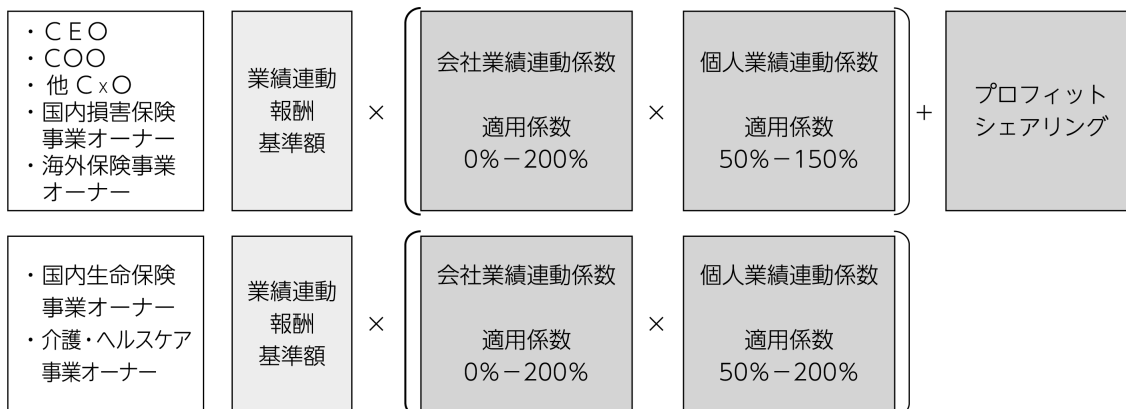 ・ＣＥＯ
・ＣＯＯ
・他ＣｘＯ
・国内損害保険
事業オーナー
・海外保険事業
オーナー
業績連動
報酬
基準額
×
会社業績連動係数
適用係数
0%－200%
×
個人業績連動係数
適用係数
50%－150%
＋
プロフィット
シェアリング
・国内生命保険
事業オーナー
・介護・ヘルスケア
事業オーナー
業績連動
報酬
基準額
×
会社業績連動係数
適用係数
0%－200%
×
個人業績連動係数
適用係数
50%－200%